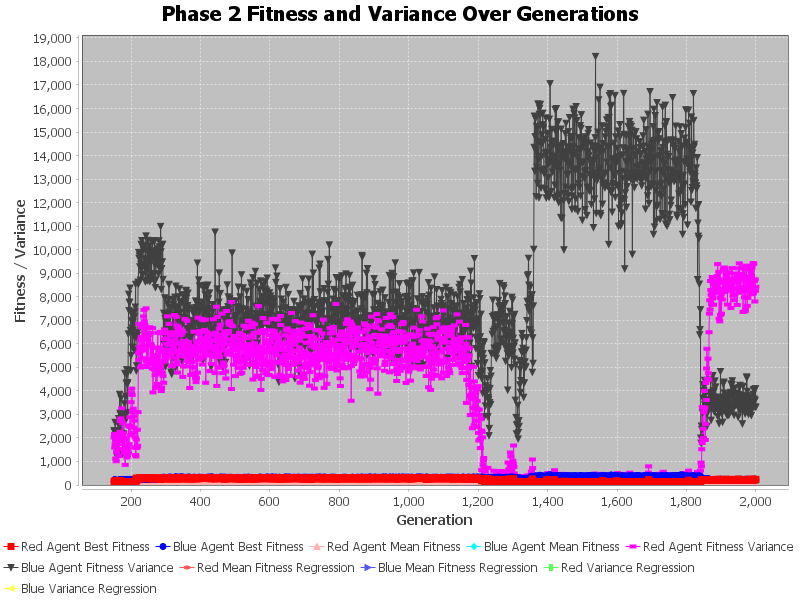 Phase 2 Fitness and Variance Over Generations
19,000
18,000
17,000
16,000
15,000
14,000
13,000
12,000
11,000
10,000
9,000
8,000
7,000
6,000
5,000
4,000
3,000
2,000
1,000
0
Fitness / Variance
200 400 600 800 1,000 1,200 1,400 1,600 1,800 2,000
Generation
Red Agent Best Fitness Blue Agent Best Fitness Red Agent Mean Fitness Blue Agent Mean Fitness Red Agent Fitness Variance
Blue Agent Fitness Variance Red Mean Fitness Regression Blue Mean Fitness Regression Red Variance Regression
Blue Variance Regression